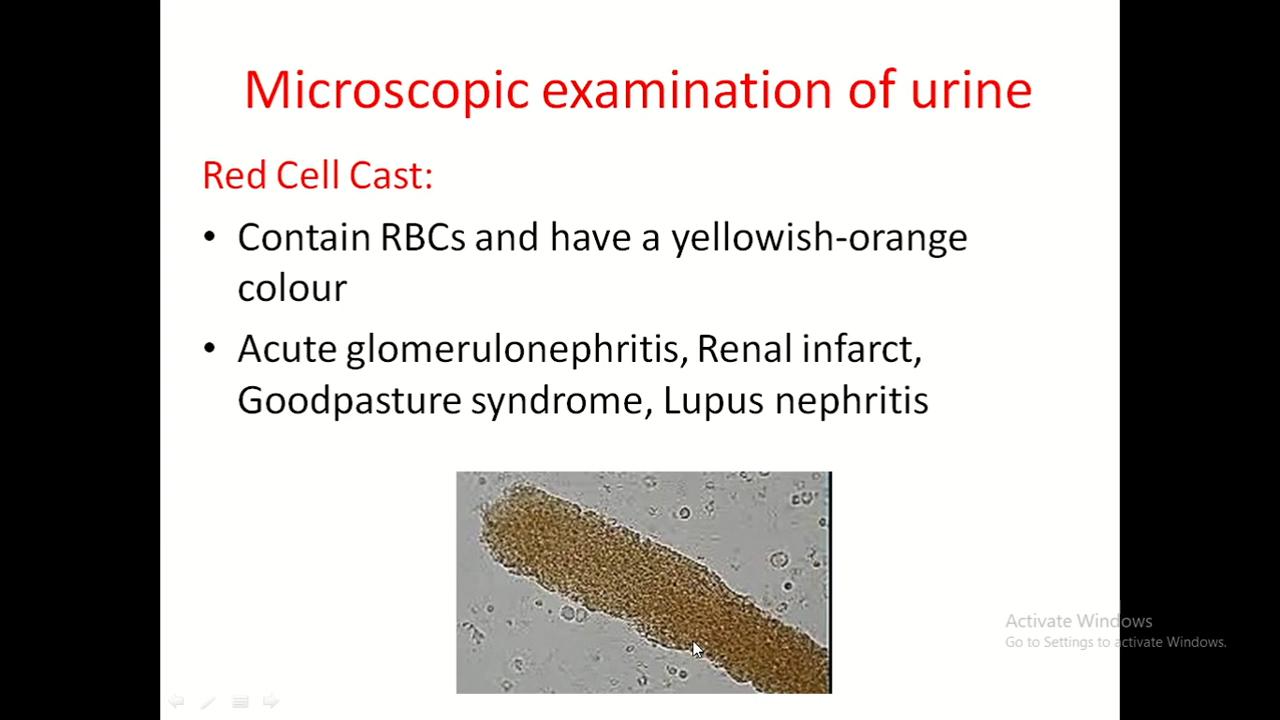 Microscopic examination of urine
Red Cell Cast:
• Contain RBCs and have a yellowish-orange
colour
• Acute glomerulonephritis, Renal infarct,
Goodpasture syndrome, Lupus nephritis
Activate Windows
Go to Settings to activate Windows.